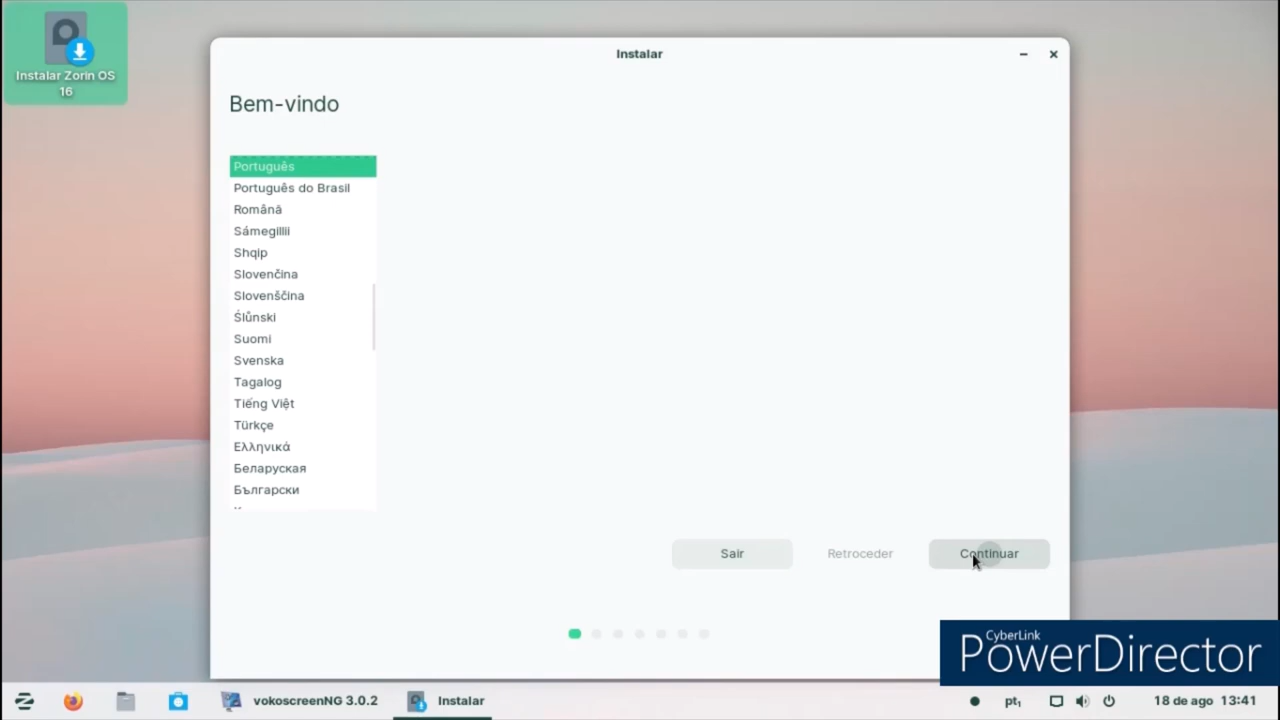 Instalar Zorin OS
16
Instalar
Bem-vindo
Português
Português do Brasil
Română
Sámegillii
Shqip
Slovenčina
Slovenščina
Ślůnski
Suomi
Svenska
Tagalog
Tiếng Việt
Türkçe
Ελληνικά
Беларуская
Български
Sair
Retroceder
Continuar
CyberLink
PowerDirector
vokoscreenNG 3.0.2
Instalar
pt₁
18 de ago 13:41